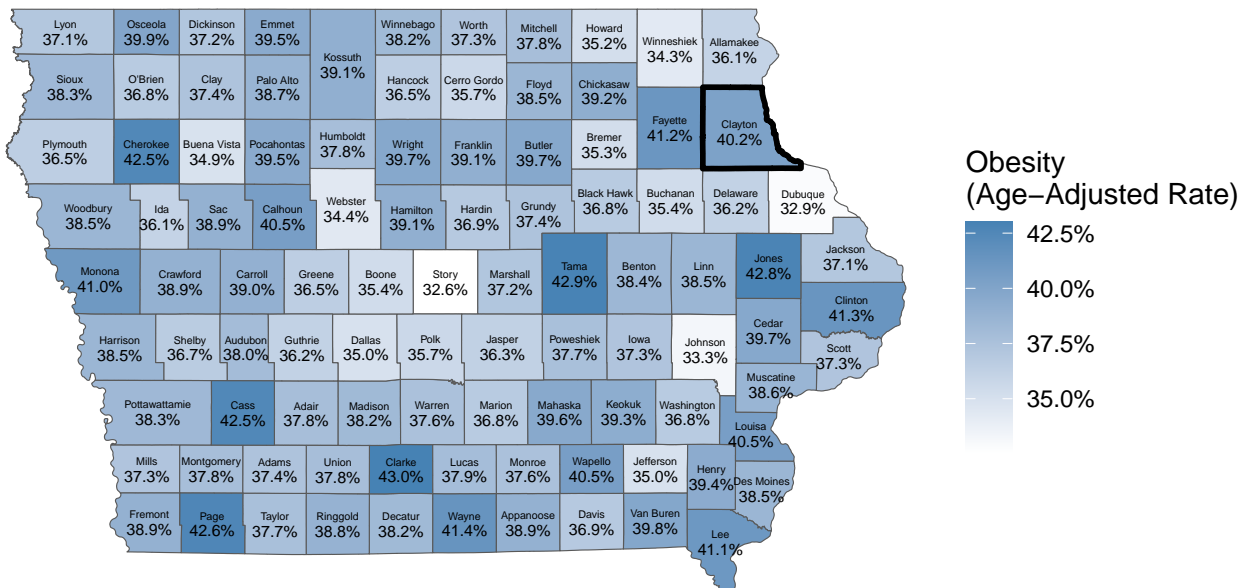 Lyon
37.1%
Osceola
39.9%
Dickinson
37.2%
Emmet
39.5%
Kossuth
39.1%
Winnebago
38.2%
Worth
37.3%
Mitchell
37.8%
Howard
35.2%
Winneshiek
34.3%
Allamakee
36.1%
Sioux
38.3%
O'Brien
36.8%
Clay
37.4%
Palo Alto
38.7%
Hancock
36.5%
Cerro Gordo
35.7%
Floyd
38.5%
Chickasaw
39.2%
Fayette
41.2%
Clayton
40.2%
Plymouth
36.5%
Cherokee
42.5%
Buena Vista
34.9%
Pocahontas
39.5%
Humboldt
37.8%
Wright
39.7%
Franklin
39.1%
Butler
39.7%
Bremer
35.3%
Woodbury
38.5%
Ida
36.1%
Sac
38.9%
Calhoun
40.5%
Webster
34.4%
Hamilton
39.1%
Hardin
36.9%
Grundy
37.4%
Black Hawk
36.8%
Buchanan
35.4%
Delaware
36.2%
Dubuque
32.9%
Monona
41.0%
Crawford
38.9%
Carroll
39.0%
Greene
36.5%
Boone
35.4%
Story
32.6%
Marshall
37.2%
Tama
42.9%
Benton
38.4%
Linn
38.5%
Jones
42.8%
Jackson
37.1%
Clinton
41.3%
Harrison
38.5%
Shelby
36.7%
Audubon
38.0%
Guthrie
36.2%
Dallas
35.0%
Polk
35.7%
Jasper
36.3%
Poweshiek
37.7%
Iowa
37.3%
Johnson
33.3%
Cedar
39.7%
Scott
37.3%
Muscatine
38.6%
Pottawattamie
38.3%
Cass
42.5%
Adair
37.8%
Madison
38.2%
Warren
37.6%
Marion
36.8%
Mahaska
39.6%
Keokuk
39.3%
Washington
36.8%
Louisa
40.5%
Mills
37.3%
Montgomery
37.8%
Adams
37.4%
Union
37.8%
Clarke
43.0%
Lucas
37.9%
Monroe
37.6%
Wapello
40.5%
Jefferson
35.0%
Henry
39.4%
Des Moines
38.5%
Fremont
38.9%
Page
42.6%
Taylor
37.7%
Ringgold
38.8%
Decatur
38.2%
Wayne
41.4%
Appanoose
38.9%
Davis
36.9%
Van Buren
39.8%
Lee
41.1%
Obesity
(Age−Adjusted Rate)
42.5%
40.0%
37.5%
35.0%